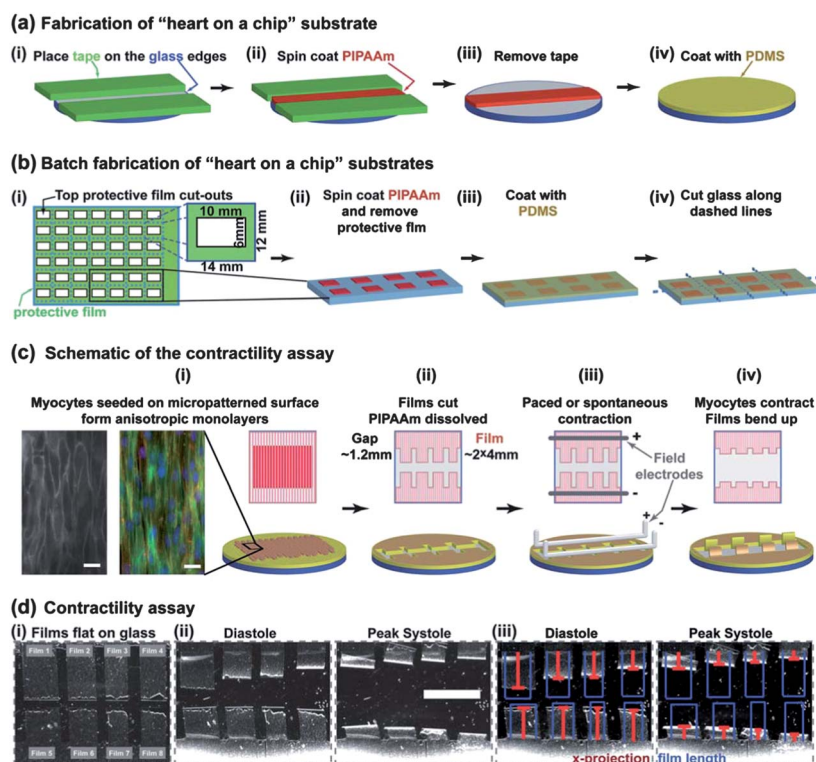 (a) Fabrication of “heart on a chip” substrate
(i) Place tape on the glass edges
(ii) Spin coat PIPAAm
(iii) Remove tape
(iv) Coat with PDMS
(b) Batch fabrication of “heart on a chip” substrates
(i)
Top protective film cut-outs
10 mm
6mm
12 mm
14 mm
protective film
(ii) Spin coat PIPAAm
and remove
protective flm
(iii) Coat with
PDMS
(iv) Cut glass along
dashed lines
(c) Schematic of the contractility assay
(i)
Myocytes seeded on micropatterned surface
form anisotropic monolayers
(ii)
Films cut
PIPAAm dissolved
Gap
~1.2mm
Film
~2x4mm
(iii)
Paced or spontaneous
contraction
+
Field
electrodes
-
+
-
(iv)
Myocytes contract
Films bend up
(d) Contractility assay
(i) Films flat on glass
Film 1 Film 2 Film 3 Film 4
Film 5 Film 6 Film 7 Film 8
(ii) Diastole
Peak Systole
(iii) Diastole
Peak Systole
x-projection film length